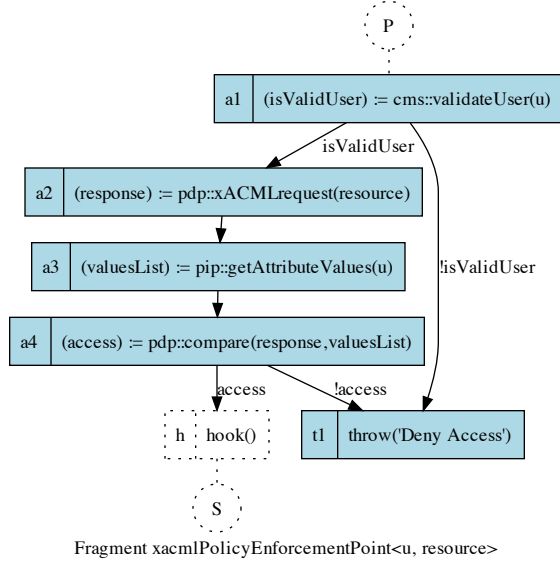 P
a1 (isValidUser) := cms::validateUser(u)
isValidUser
a2 (response) := pdp::xACMLrequest(resource)
a3 (valuesList) := pip::getAttributeValues(u)
!isValidUser
a4 (access) := pdp::compare(response,valuesList)
access
!access
h hook()
t1 throw('Deny Access')
S
Fragment xacmlPolicyEnforcementPoint<u, resource>